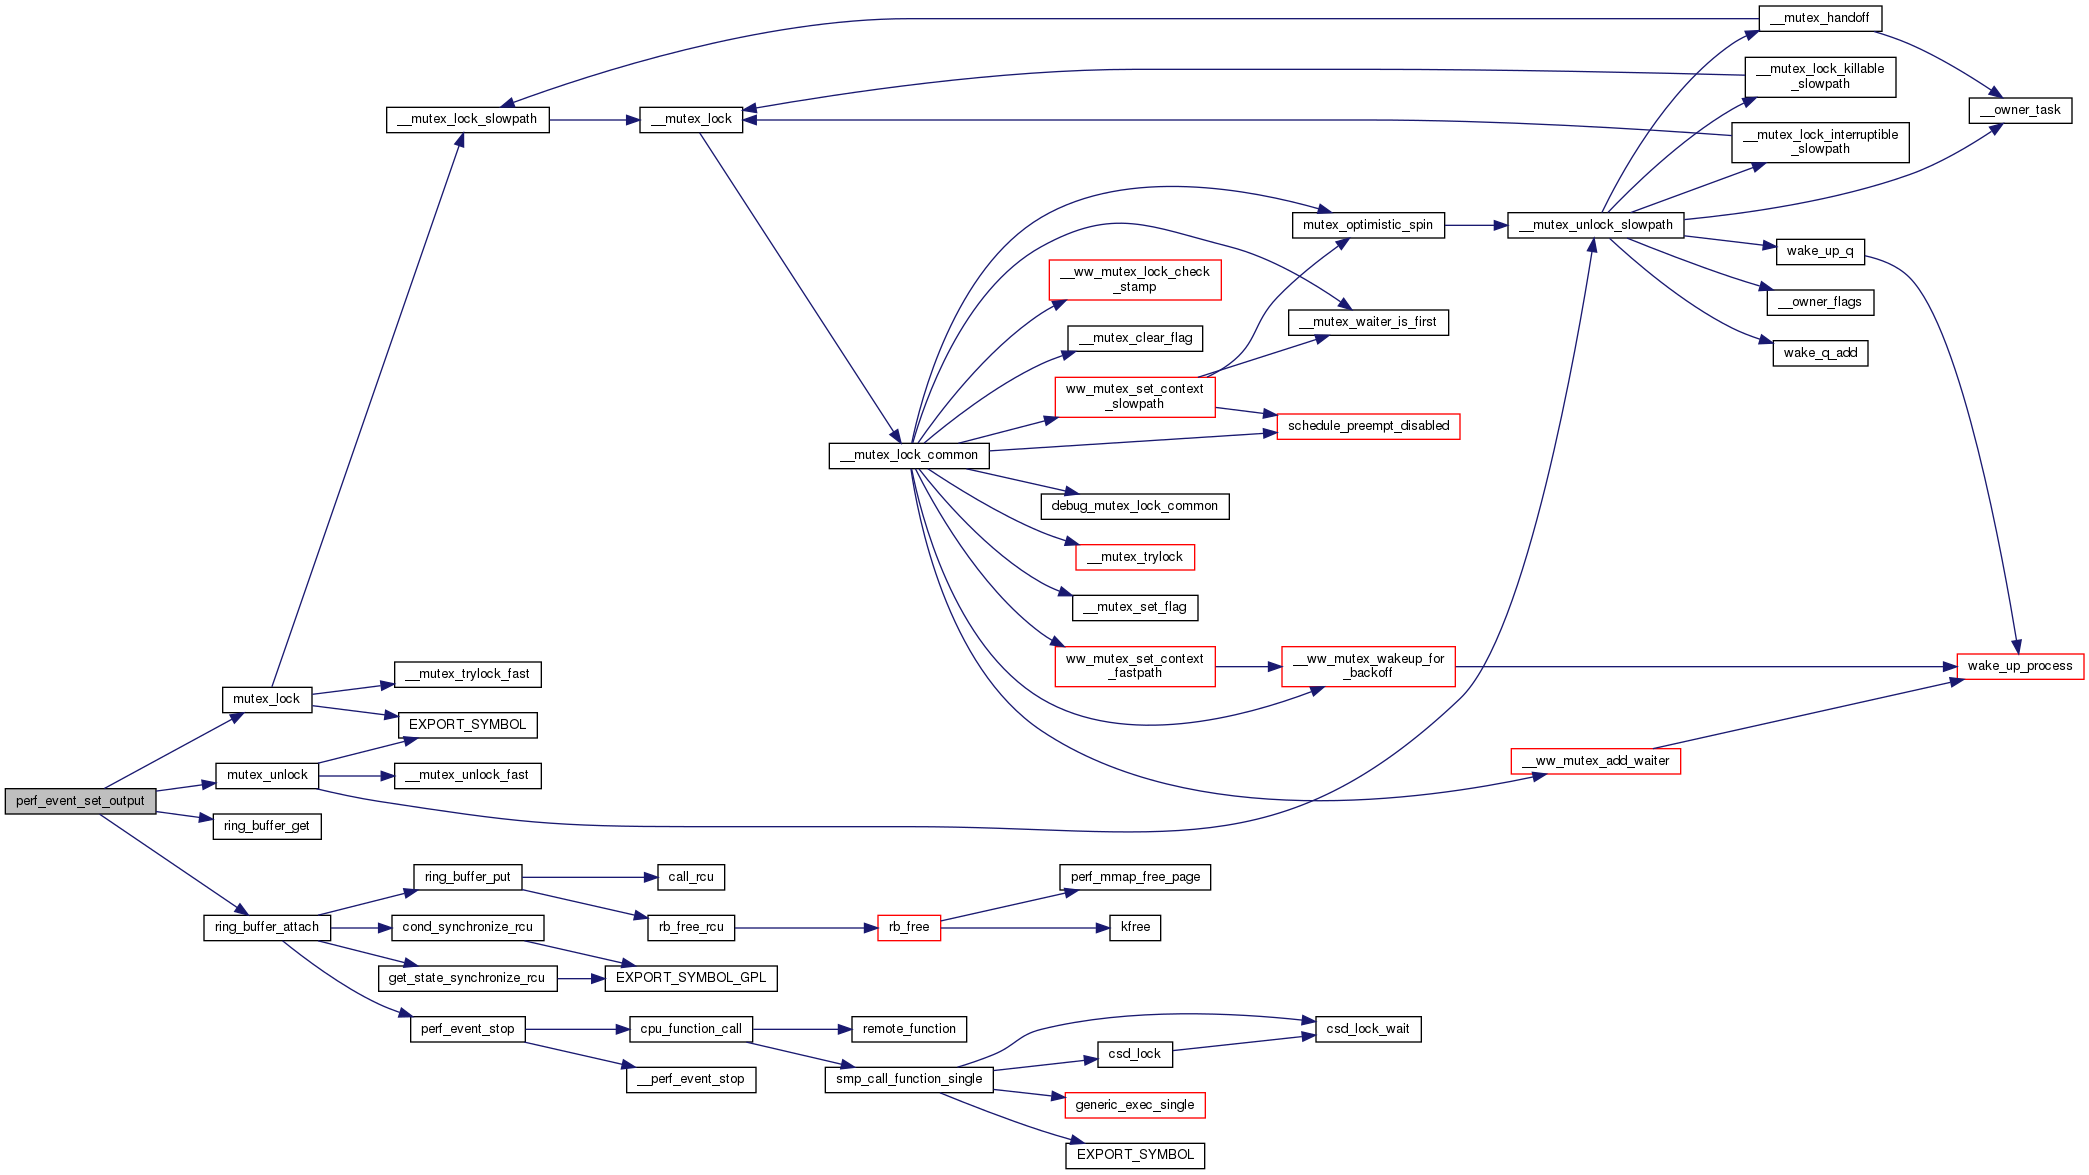 __mutex_handoff
__mutex_lock_killable
_slowpath
__mutex_lock_slowpath
__mutex_lock
__owner_task
__mutex_lock_interruptible
_slowpath
mutex_optimistic_spin
__mutex_unlock_slowpath
wake_up_q
__ww_mutex_lock_check
_stamp
__owner_flags
__mutex_waiter_is_first
__mutex_clear_flag
wake_q_add
ww_mutex_set_context
_slowpath
schedule_preempt_disabled
__mutex_lock_common
debug_mutex_lock_common
__mutex_trylock
__mutex_set_flag
ww_mutex_set_context
_fastpath
__ww_mutex_wakeup_for
_backoff
wake_up_process
__mutex_trylock_fast
mutex_lock
EXPORT_SYMBOL
__ww_mutex_add_waiter
mutex_unlock
__mutex_unlock_fast
perf_event_set_output
ring_buffer_get
ring_buffer_put
call_rcu
perf_mmap_free_page
ring_buffer_attach
cond_synchronize_rcu
rb_free_rcu
rb_free
kfree
get_state_synchronize_rcu
EXPORT_SYMBOL_GPL
perf_event_stop
cpu_function_call
remote_function
csd_lock_wait
csd_lock
__perf_event_stop
smp_call_function_single
generic_exec_single
EXPORT_SYMBOL